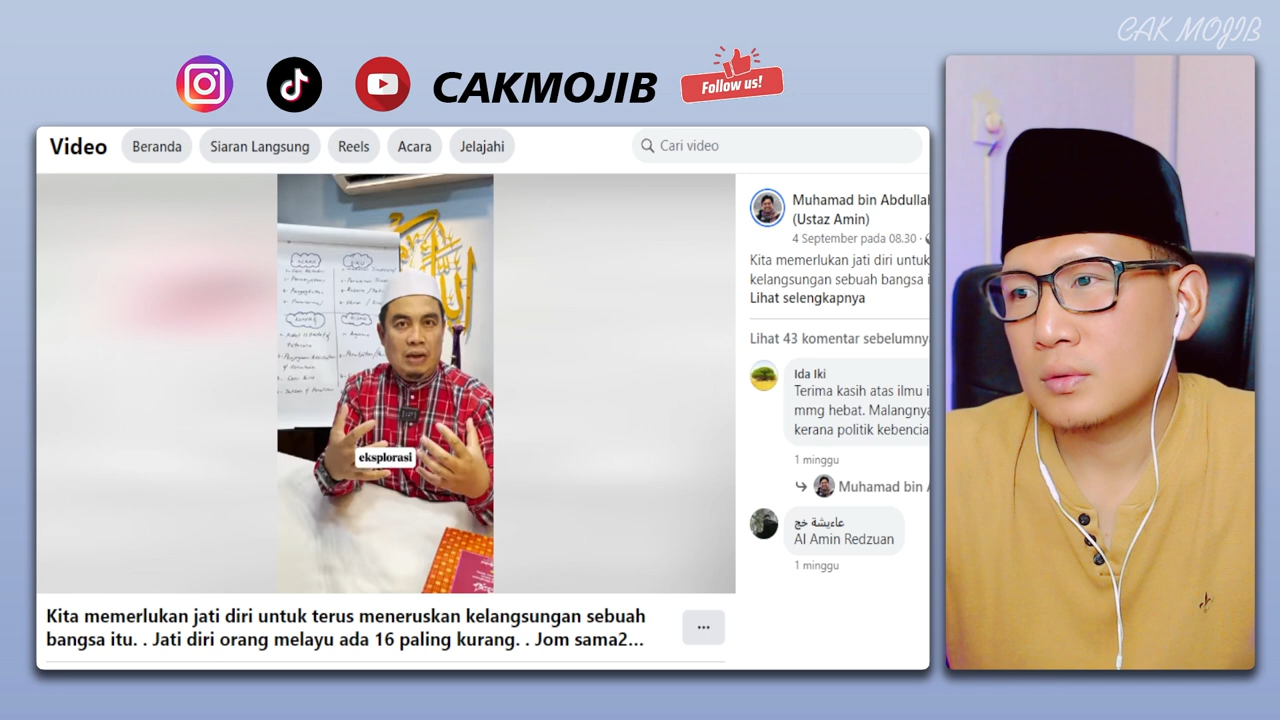 CAK MOJIB
CAKMOJIB
Follow us!
Video
Beranda
Siaran Langsung
Reels
Acara
Jelajahi
Cari video
eksplorasi
Muhamad bin Abdullah
(Ustaz Amin)
4 September pada 08.30 ·
Kita memerlukan jati diri untuk
kelangsungan sebuah bangsa i
Lihat selengkapnya
Lihat 43 komentar sebelumny
Ida Iki
Terima kasih atas ilmu i
mmg hebat. Malangnya
kerana politik kebencia
1 minggu
Muhamad bin A
عاءيشة خج
Al Amin Redzuan
1 minggu
Kita memerlukan jati diri untuk terus meneruskan kelangsungan sebuah
bangsa itu. . Jati diri orang melayu ada 16 paling kurang. . Jom sama2...